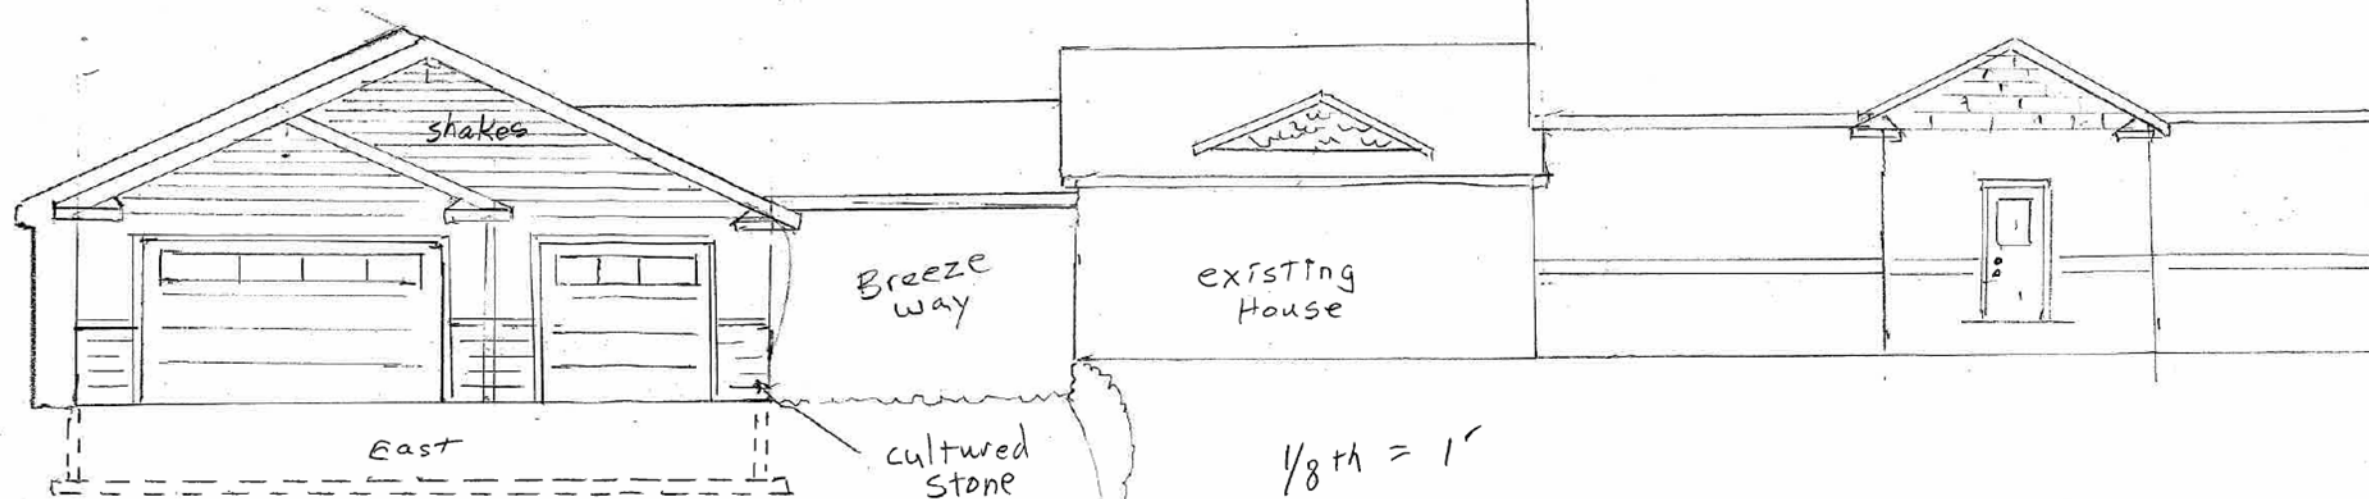 shakes
Breeze
way
existing
House
East
cultured
stone
1/8th = 1'